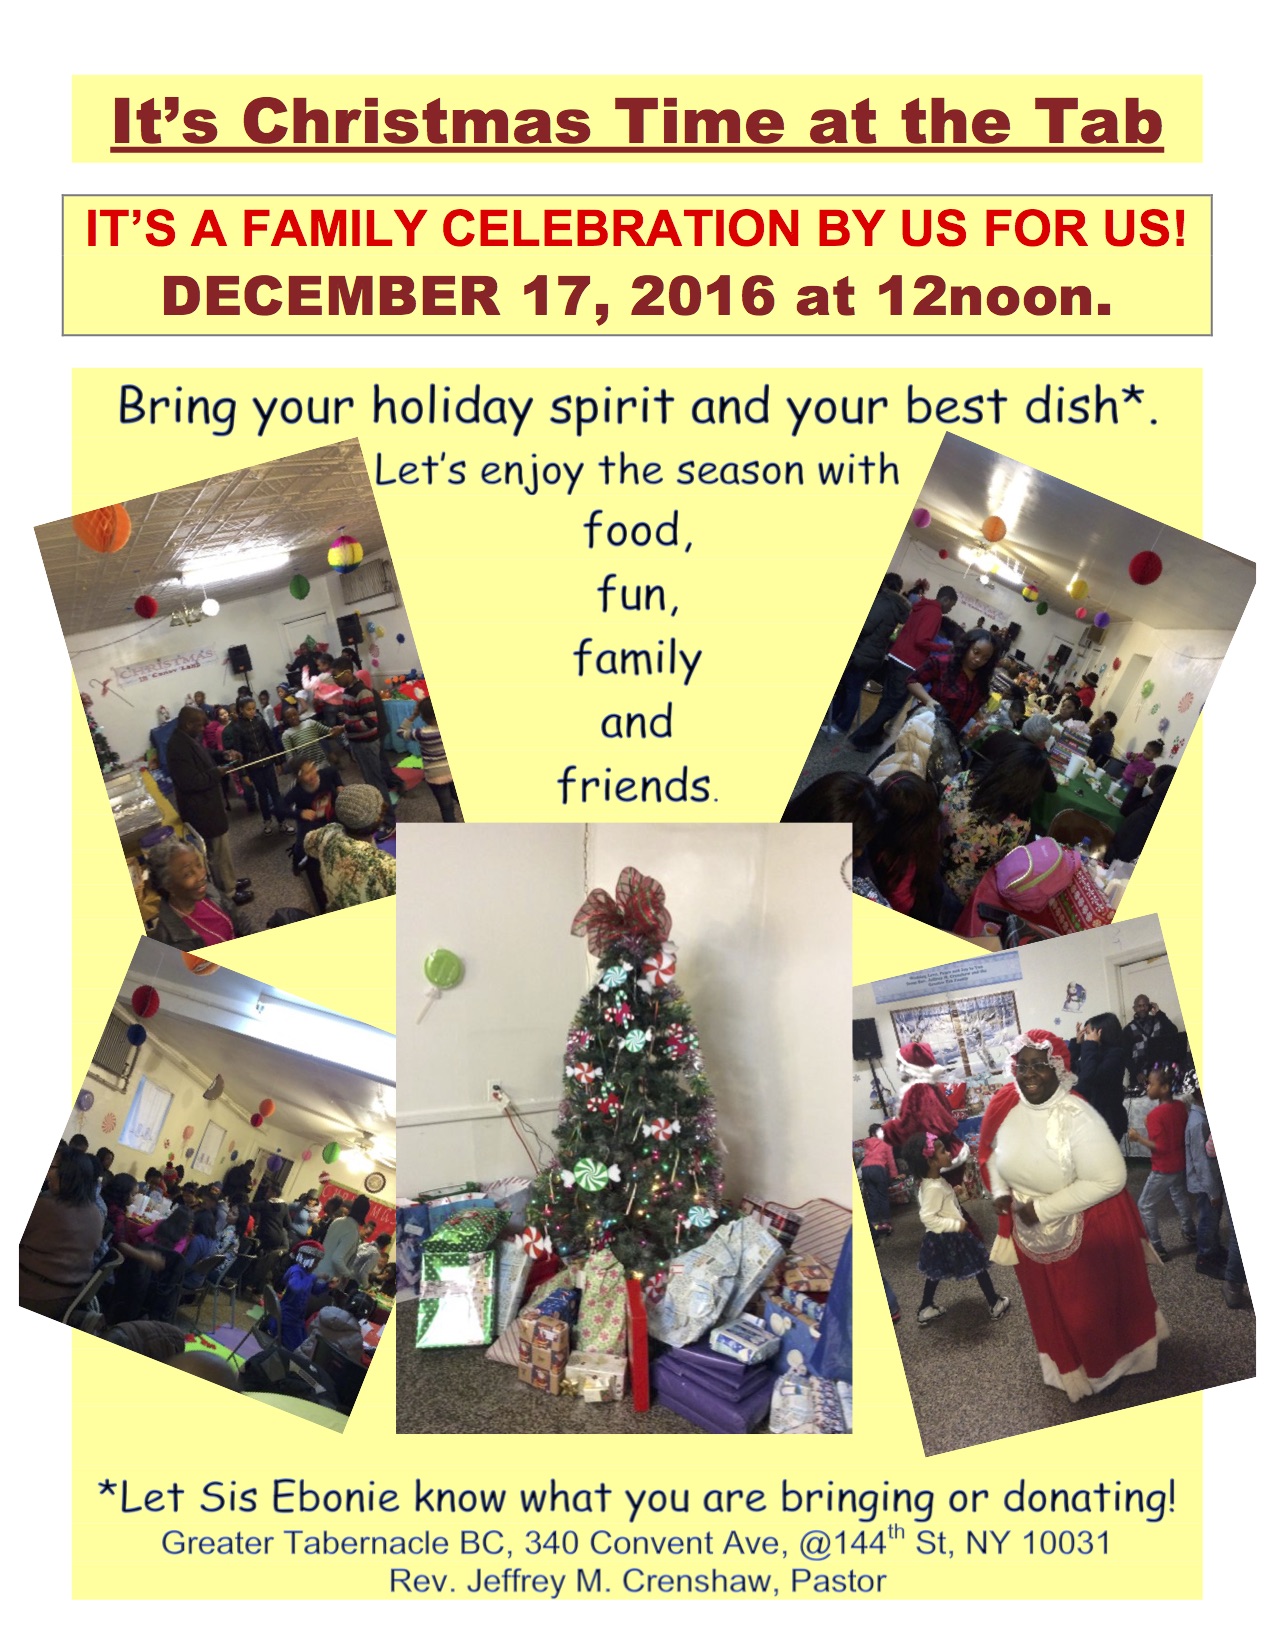 It’s Christmas Time at the Tab
IT’S A FAMILY CELEBRATION BY US FOR US!
DECEMBER 17, 2016 at 12noon.
Bring your holiday spirit and your best dish*.
Let’s enjoy the season with
food,
fun,
family
and
friends.
CHRISTMAS
*Let Sis Ebonie know what you are bringing or donating!
Greater Tabernacle BC, 340 Convent Ave, @144th St, NY 10031
Rev. Jeffrey M. Crenshaw, Pastor